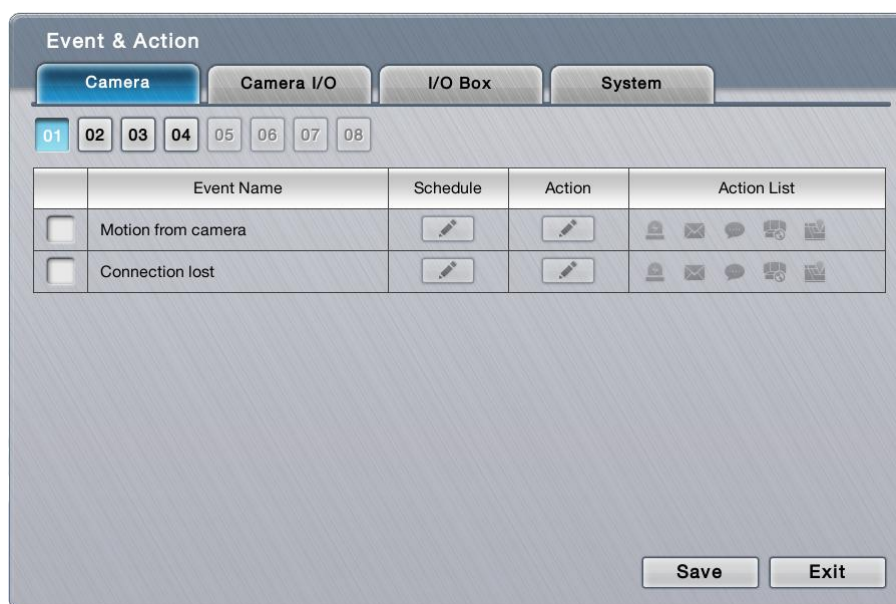 Event & Action
Camera Camera I/O I/O Box System
01 02 03 04 05 06 07 08
Event Name Schedule Action Action List
Motion from camera
Connection lost
Save Exit